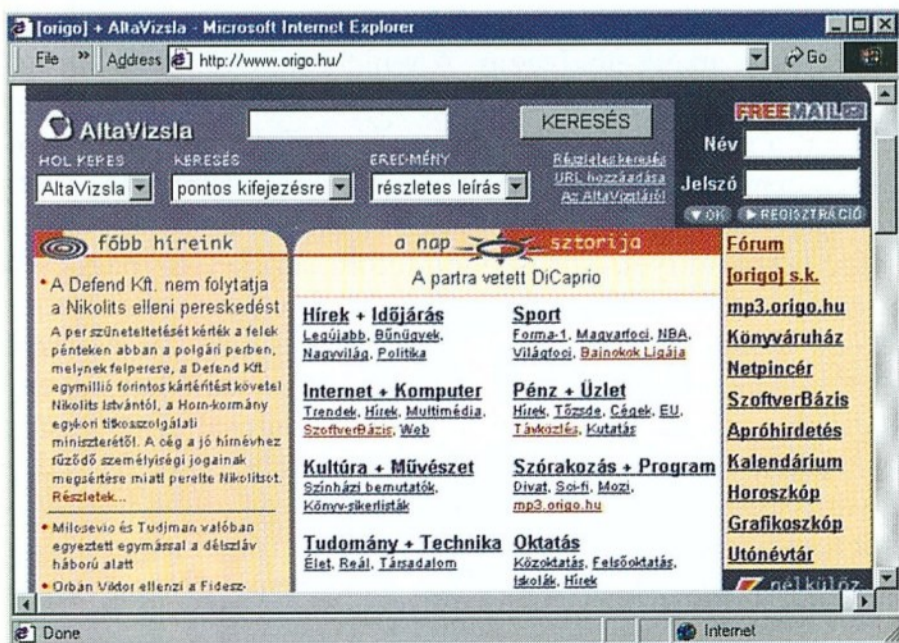 [origo] + AltaVizsla - Microsoft Internet Explorer
File » Address http://www.origo.hu/ Go
AltaVizsla
KERESÉS
FREEMAIL
Név
Jelszó
OK REGISZTRÁCIÓ
HOL KERES KERESÉS ERED-MÉNY
AltaVizsla pontos kifejezésre részletes leírás
Részletes keresés
URL hozzáadása
Az AltaVizsláról
főbb híreink
• A Defend Kft. nem folytatja
a Nikolits elleni pereskedést
A per szüneteltetését kérték a felek
pénteken abban a polgári perben,
melynek felperese, a Defend Kft.
egymillió forintos kártérítést követel
Nikolits Istvántól, a Horn-kormány
egykori titkosszolgálati
miniszterétől. A cég a jó hírnévhez
fűződő személyiségi jogainak
megsértése miatt perelte Nikolitsot.
Részletek...
• Milosevic és Tudjman valóban
egyeztett egymással a délszláv
háború alatt
• Orbán Viktor ellenzi a Fidesz-
a nap sztorija
A partra vetett DiCaprio
Hírek + Időjárás
Legújabb, Bűnügyek,
Nagyvilág, Politika
Sport
Forma-1, Magyarfoci, NBA,
Világfoci, Bajnokok Ligája
Internet + Komputer
Trendek, Hírek, Multimédia,
SzoftverBázis, Web
Pénz + Üzlet
Hírek, Tőzsde, Cégek, EU,
Távközlés, Kutatás
Kultúra + Művészet
Színházi bemutatók,
Könyv-sikerlisták
Szórakozás + Program
Divat, Sci-fi, Mozi,
mp3.origo.hu
Tudomány + Technika
Élet, Reál, Társadalom
Oktatás
Közoktatás, Felsőoktatás,
Iskolák, Hírek
Fórum
[origo] s.k.
mp3.origo.hu
Könyváruház
Netpincér
SzoftverBázis
Apróhirdetés
Kalendárium
Horoszkóp
Grafikoszkóp
Utónévtár
nélkülöz
Done Internet